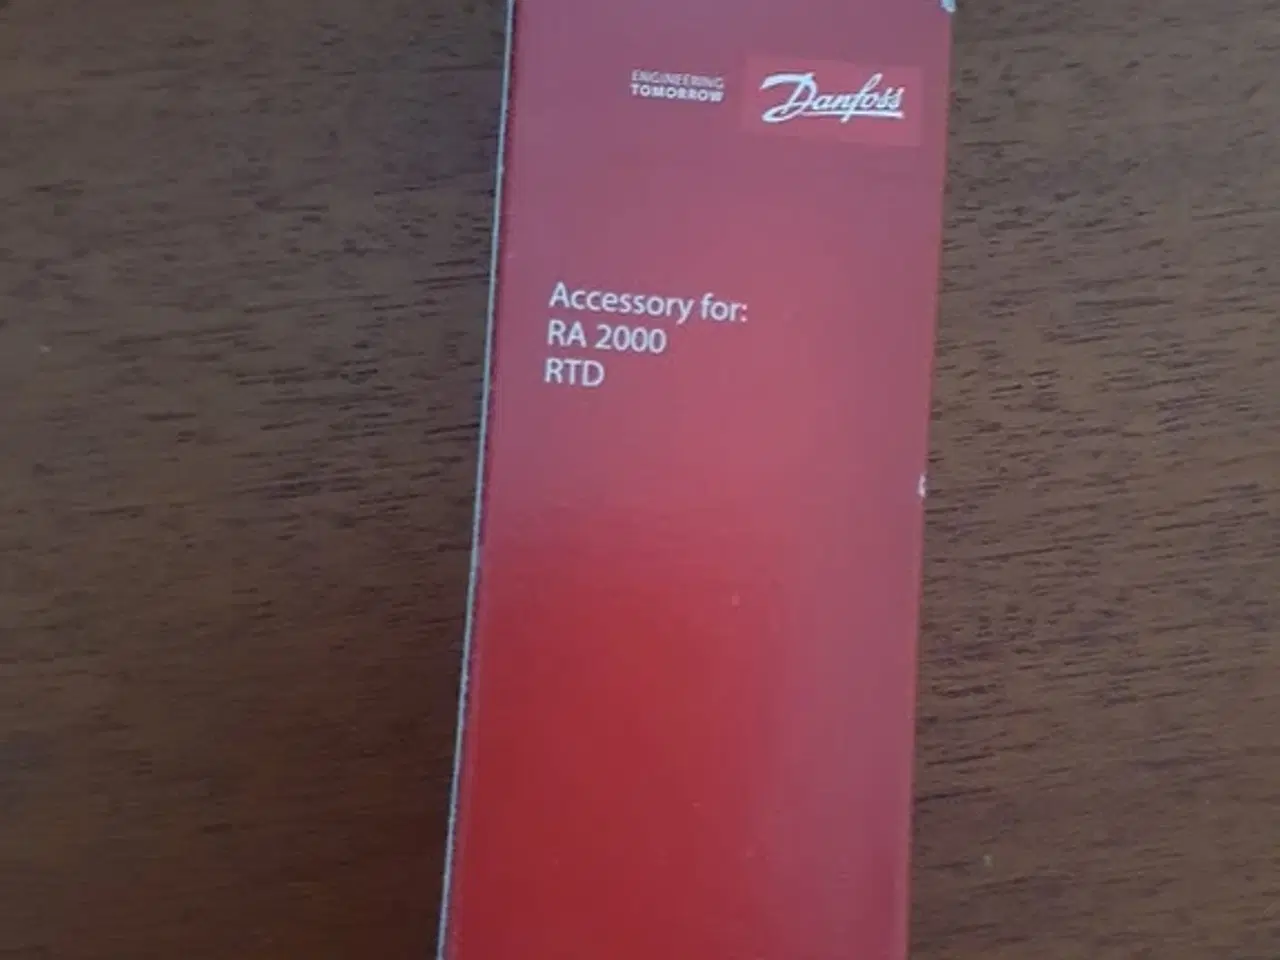 ENGINEERING
TOMORROW
Danfoss
Accessory for:
RA 2000
RTD